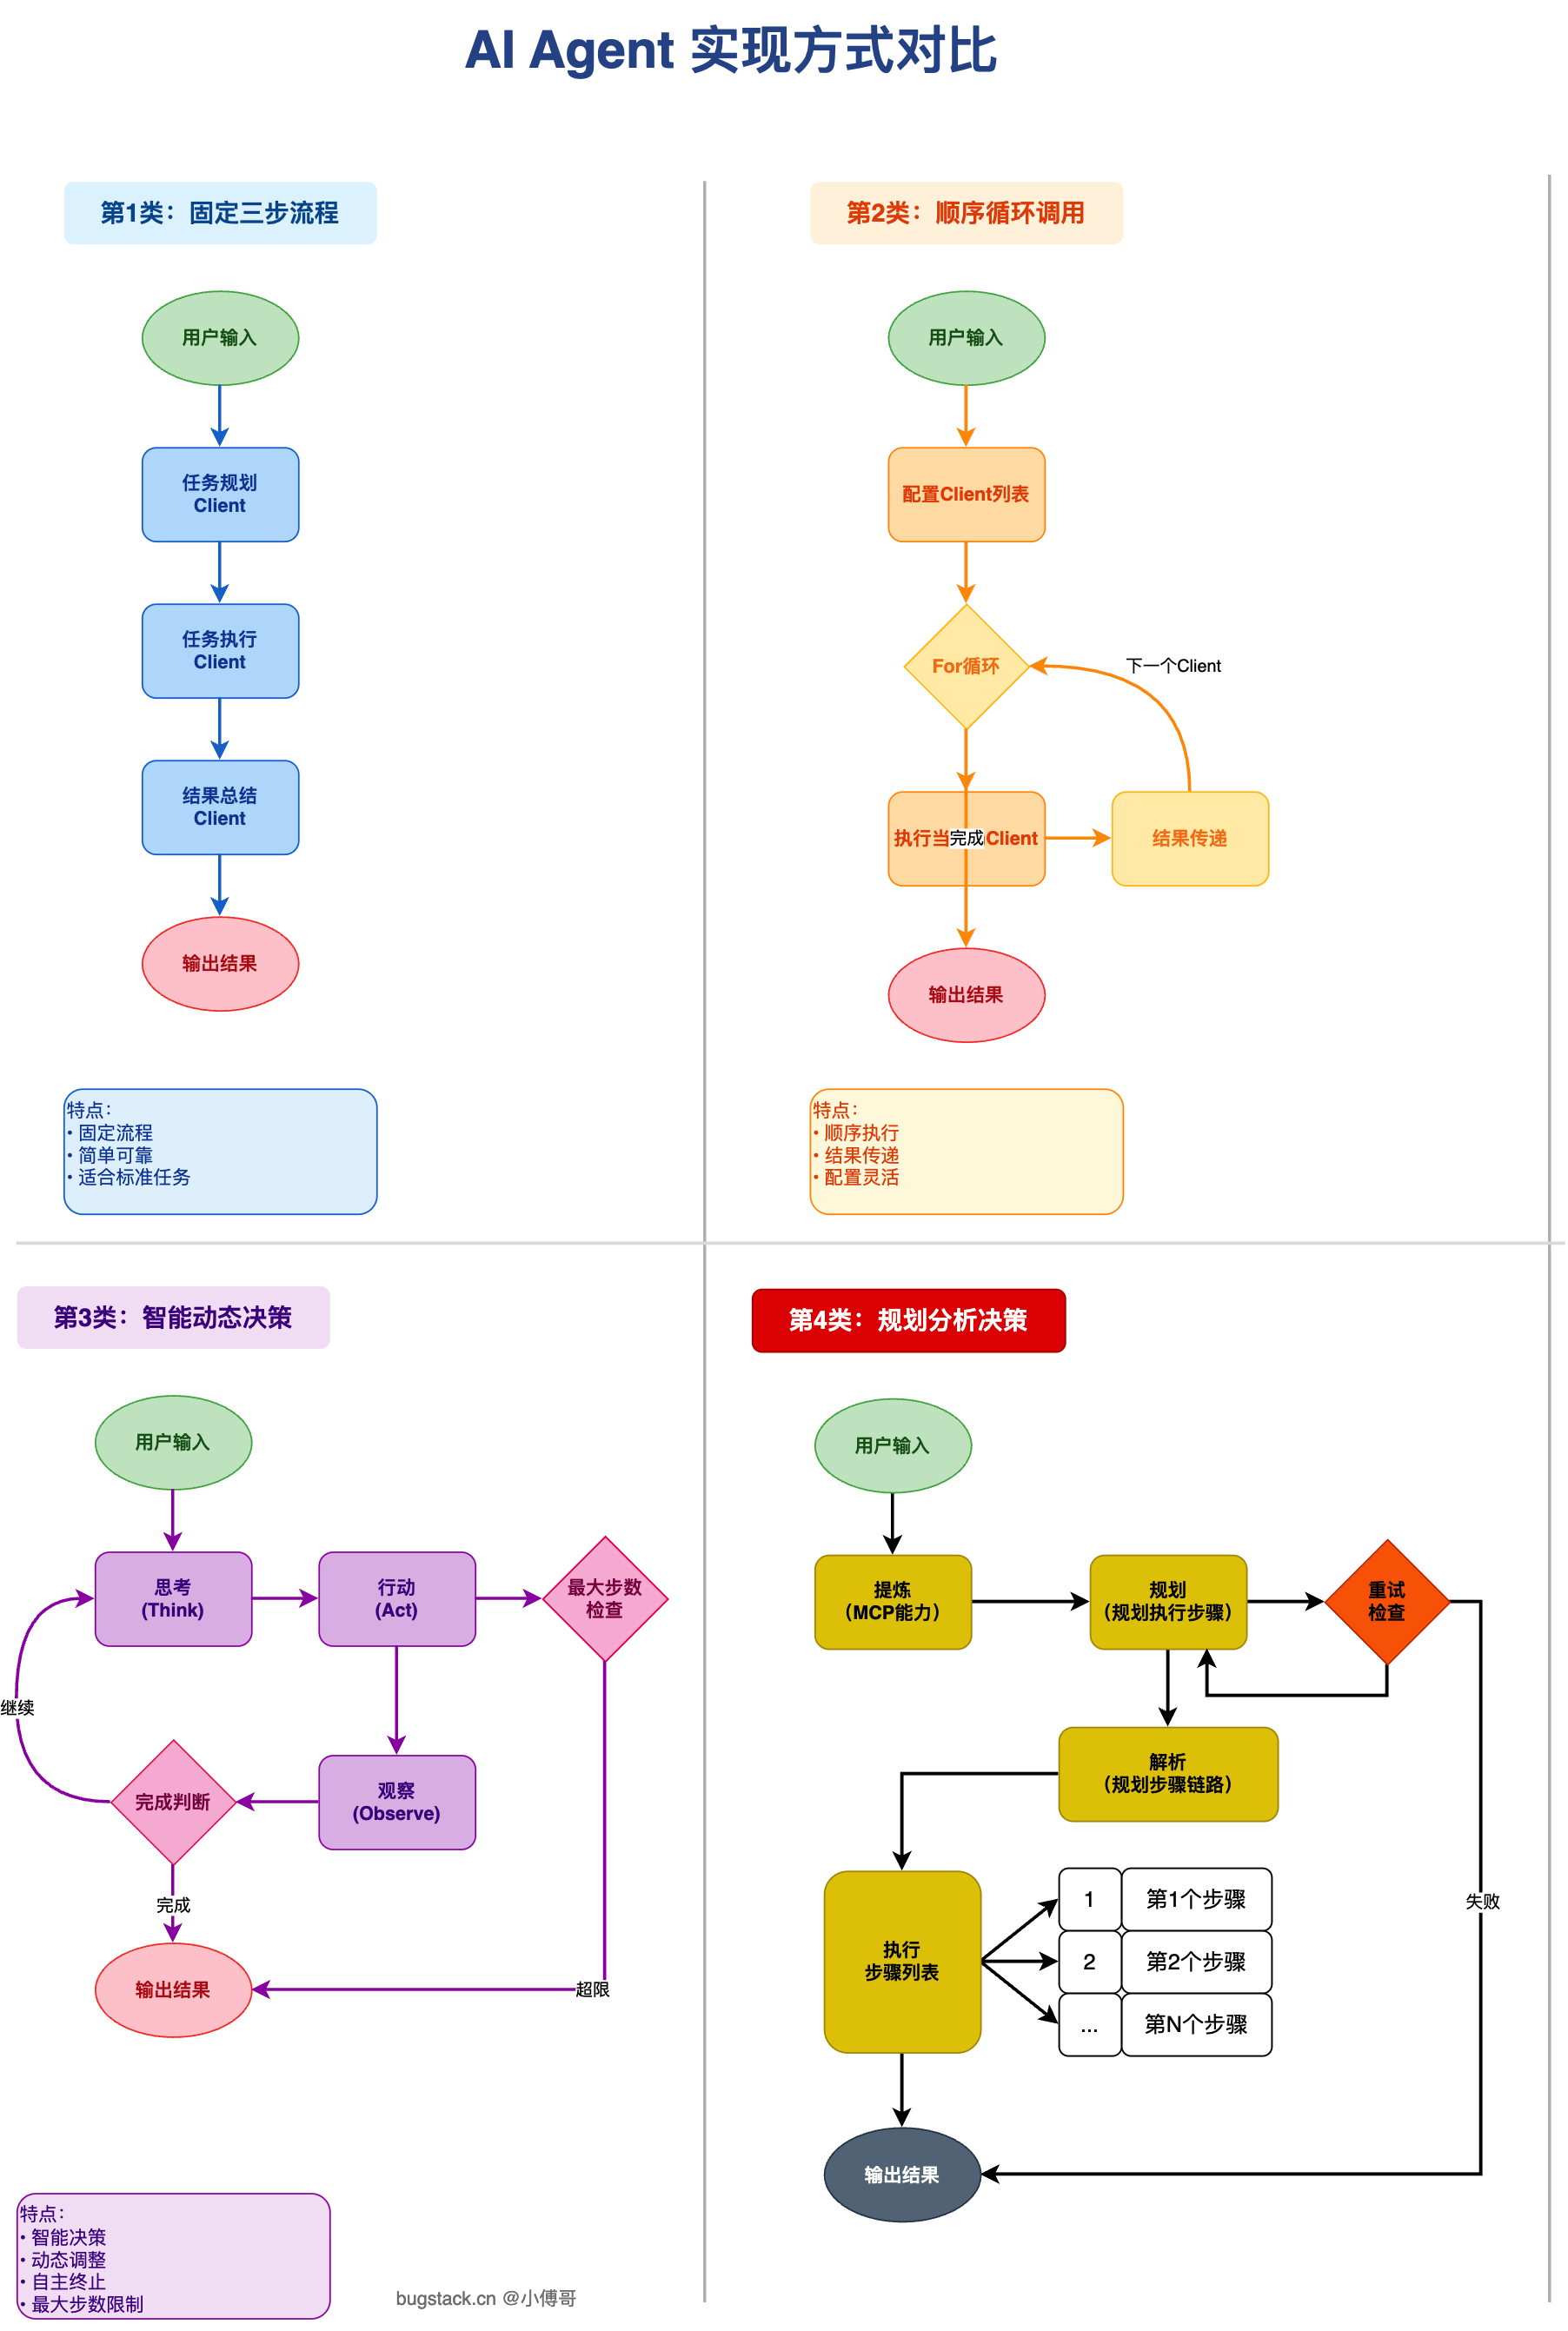 AI Agent 实现方式对比
第1类：固定三步流程
用户输入
任务规划
Client
任务执行
Client
结果总结
Client
输出结果
特点：
• 固定流程
• 简单可靠
• 适合标准任务
第2类：顺序循环调用
用户输入
配置Client列表
For循环
下一个Client
执行当
完成
Client
结果传递
输出结果
特点：
• 顺序执行
• 结果传递
• 配置灵活
第3类：智能动态决策
用户输入
思考
(Think)
行动
(Act)
最大步数
检查
继续
完成判断
观察
(Observe)
完成
输出结果
超限
特点：
• 智能决策
• 动态调整
• 自主终止
• 最大步数限制
bugstack.cn @小傅哥
第4类：规划分析决策
用户输入
提炼
（MCP能力）
规划
（规划执行步骤）
重试
检查
解析
（规划步骤链路）
执行
步骤列表
1 第1个步骤
2 第2个步骤
... 第N个步骤
失败
输出结果